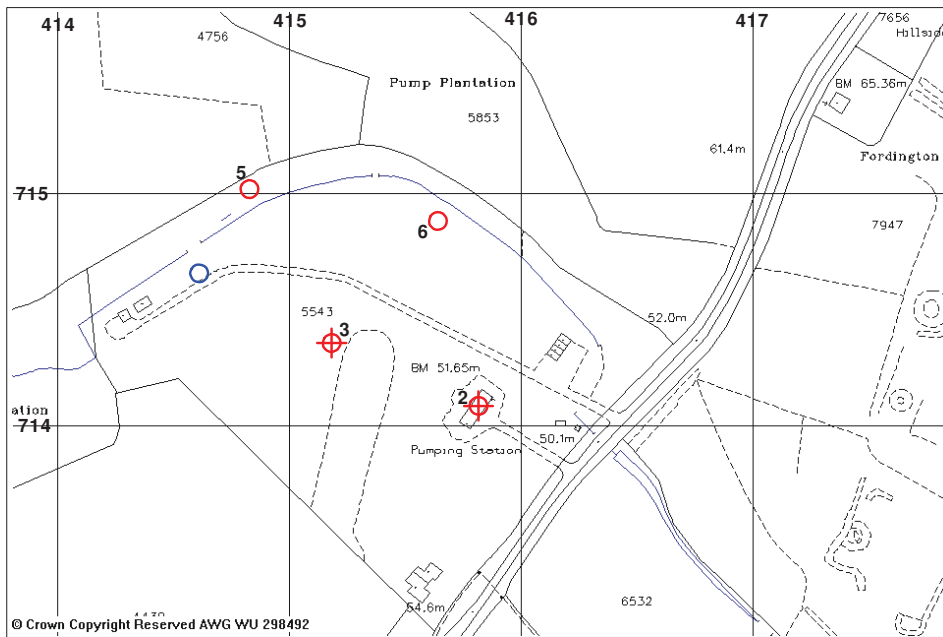 414
415
416
417
4756
7656
Pump Plantation
BM 65.36m
5853
61.4m
Fordington
715
5
6
7947
5543
3
52.0m
BM 51.65m
2
714
50.1m
Pumping Station
54.6m
6532
© Crown Copyright Reserved AWG WU 298492